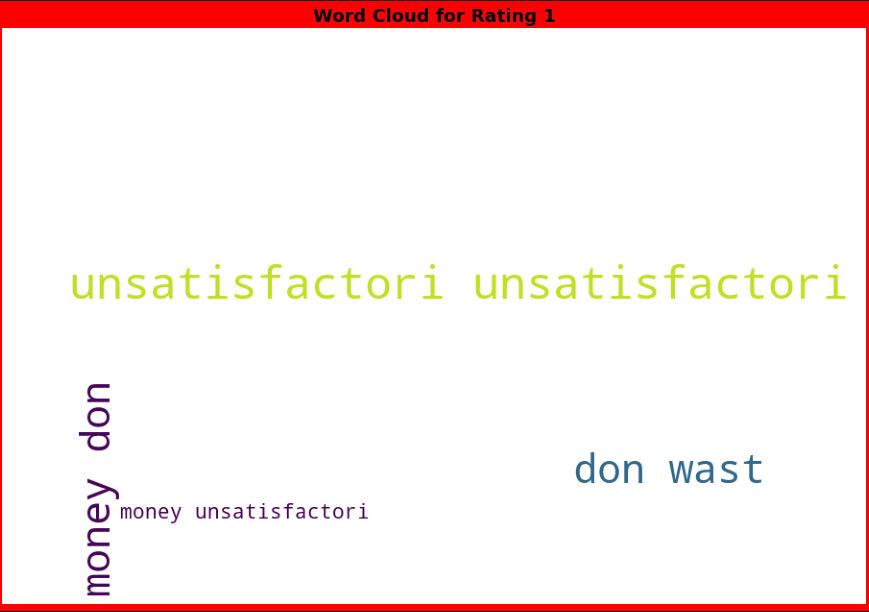 Word Cloud for Rating 1
unsatisfactori unsatisfactori
money don
don wast
money unsatisfactori